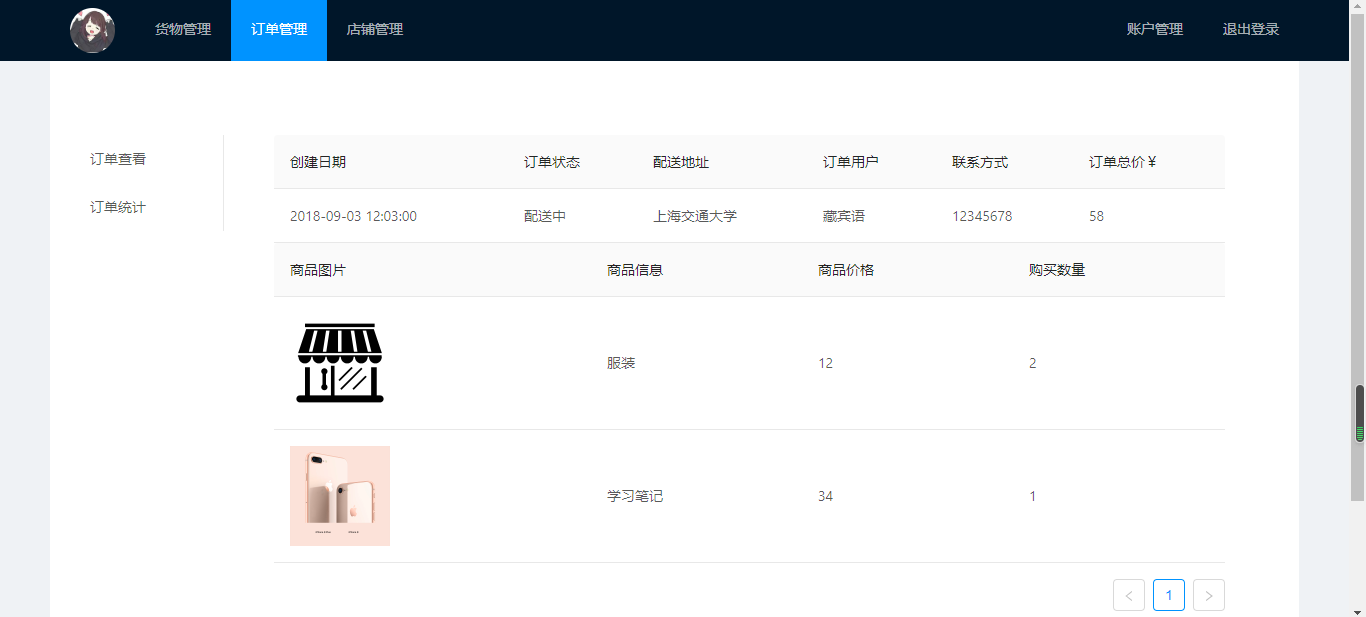 货物管理 订单管理 店铺管理 账户管理 退出登录
订单查看
订单统计
创建日期 订单状态 配送地址 订单用户 联系方式 订单总价￥
2018-09-03 12:03:00 配送中 上海交通大学 藏宾语 12345678 58
商品图片 商品信息 商品价格 购买数量
服装 12 2
学习笔记 34 1
< 1 >